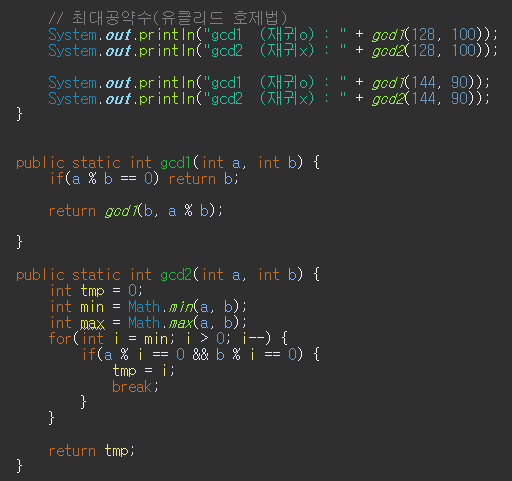 // 최대공약수(유클리드 호제법)
System.out.println("gcd1  (재귀o) : " + gcd1(128, 100));
System.out.println("gcd2  (재귀x) : " + gcd2(128, 100));
System.out.println("gcd1  (재귀o) : " + gcd1(144, 90));
System.out.println("gcd2  (재귀x) : " + gcd2(144, 90));
}
public static int gcd1(int a, int b) {
if(a % b == 0) return b;
return gcd1(b, a % b);
}
public static int gcd2(int a, int b) {
int tmp = 0;
int min = Math.min(a, b);
int max = Math.max(a, b);
for(int i = min; i > 0; i--) {
if(a % i == 0 && b % i == 0) {
tmp = i;
break;
}
}
return tmp;
}